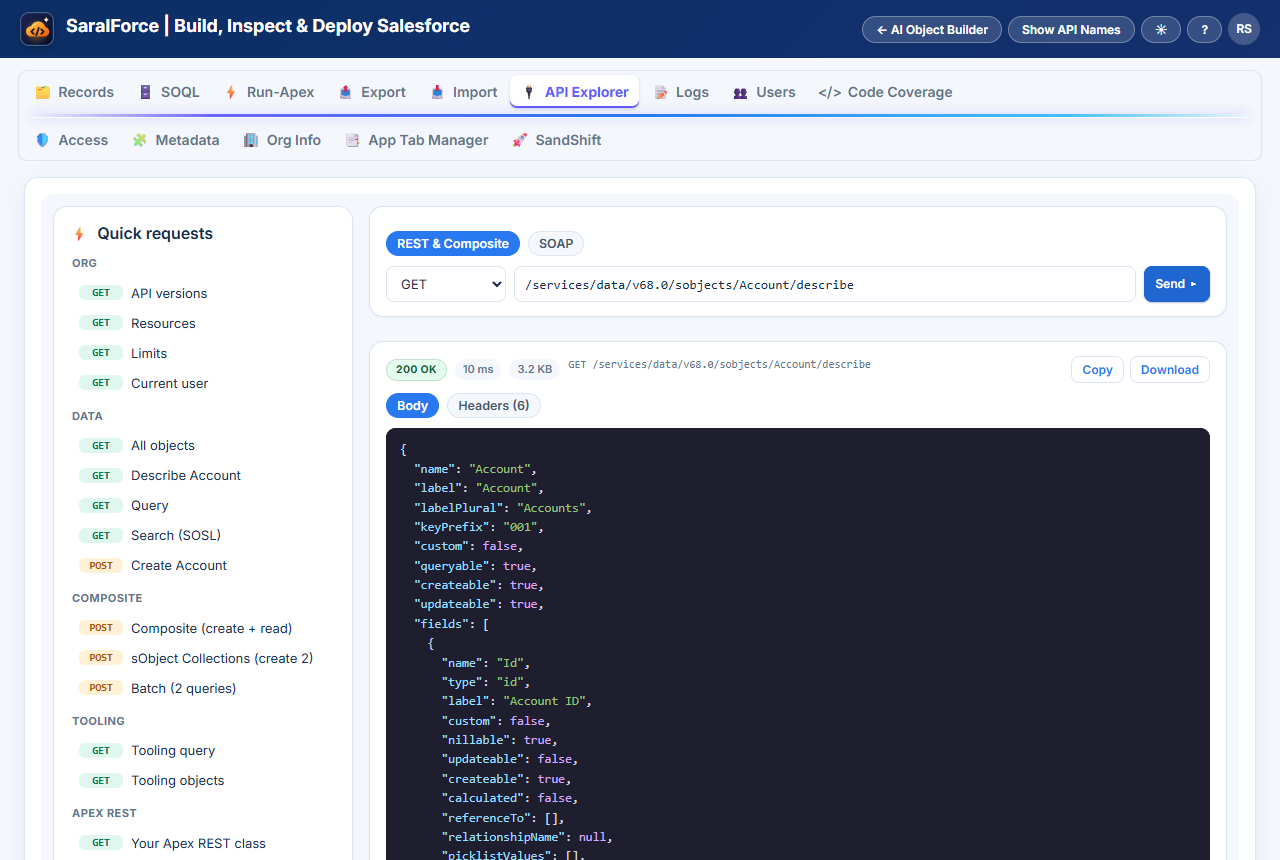 SaralForce | Build, Inspect & Deploy Salesforce
← AI Object Builder
Show API Names
?
RS
Records
SOQL
Run-Apex
Export
Import
API Explorer
Logs
Users
</> Code Coverage
Access
Metadata
Org Info
App Tab Manager
SandShift
Quick requests
ORG
GET API versions
GET Resources
GET Limits
GET Current user
DATA
GET All objects
GET Describe Account
GET Query
GET Search (SOSL)
POST Create Account
COMPOSITE
POST Composite (create + read)
POST sObject Collections (create 2)
POST Batch (2 queries)
TOOLING
GET Tooling query
GET Tooling objects
APEX REST
GET Your Apex REST class
REST & Composite
SOAP
GET
/services/data/v68.0/sobjects/Account/describe
Send ▸
200 OK
10 ms
3.2 KB
GET /services/data/v68.0/sobjects/Account/describe
Copy
Download
Body
Headers (6)
{
"name": "Account",
"label": "Account",
"labelPlural": "Accounts",
"keyPrefix": "001",
"custom": false,
"queryable": true,
"createable": true,
"updateable": true,
"fields": [
{
"name": "Id",
"type": "id",
"label": "Account ID",
"custom": false,
"nillable": true,
"updateable": false,
"createable": true,
"calculated": false,
"referenceTo": [],
"relationshipName": null,
"picklistValues": [],